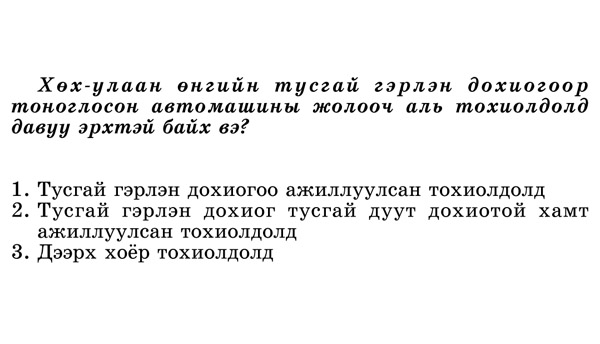 Хөх-улаан өнгийн тусгай гэрлэн дохиогоор
тоноглосон автомашины жолооч аль тохиолдолд
давуу эрхтэй байх вэ?
1. Тусгай гэрлэн дохиогоо ажиллуулсан тохиолдолд
2. Тусгай гэрлэн дохиог тусгай дуут дохиотой хамт
ажиллуулсан тохиолдолд
3. Дээрх хоёр тохиолдолд